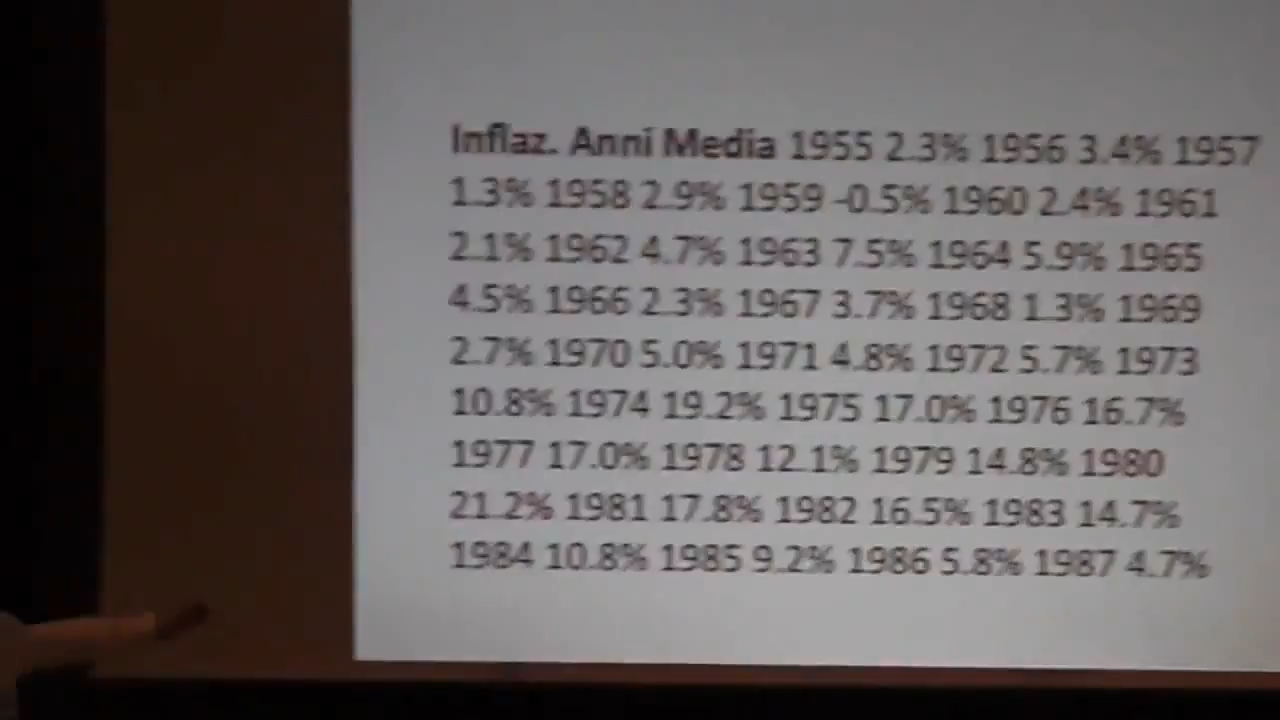 Inflaz. Anni Media 1955 2.3% 1956 3.4% 1957
1.3% 1958 2.9% 1959 -0.5% 1960 2.4% 1961
2.1% 1962 4.7% 1963 7.5% 1964 5.9% 1965
4.5% 1966 2.3% 1967 3.7% 1968 1.3% 1969
2.7% 1970 5.0% 1971 4.8% 1972 5.7% 1973
10.8% 1974 19.2% 1975 17.0% 1976 16.7%
1977 17.0% 1978 12.1% 1979 14.8% 1980
21.2% 1981 17.8% 1982 16.5% 1983 14.7%
1984 10.8% 1985 9.2% 1986 5.8% 1987 4.7%